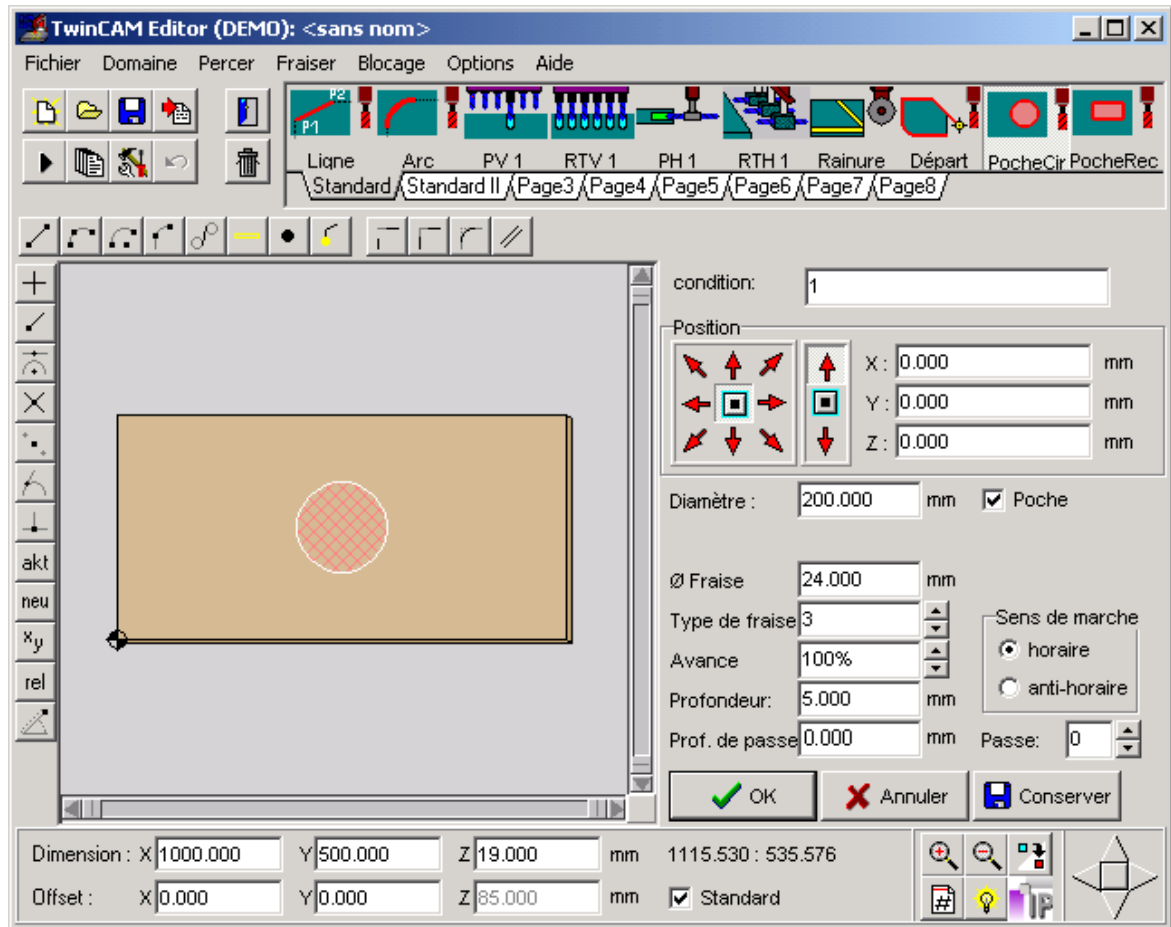 TwinCAM Editor (DEMO): <sans nom>
Fichier Domaine Percer Fraiser Blocage Options Aide
P2
P1
Ligne Arc PV 1 RTV 1 PH 1 RTH 1 Rainure Départ PocheCir PocheRec
Standard Standard II Page3 Page4 Page5 Page6 Page7 Page8
condition: 1
Position
X : 0.000 mm
Y : 0.000 mm
Z : 0.000 mm
Diamètre : 200.000 mm Poche
Ø Fraise 24.000 mm
Type de fraise 3
Sens de marche
horaire
anti-horaire
Avance 100%
Profondeur: 5.000 mm
Prof. de passe 0.000 mm Passe: 0
akt
neu
xy
rel
OK Annuler Conserver
Dimension : X 1000.000 Y 500.000 Z 19.000 mm 1115.530 : 535.576
Offset : X 0.000 Y 0.000 Z 85.000 mm Standard
#
IP